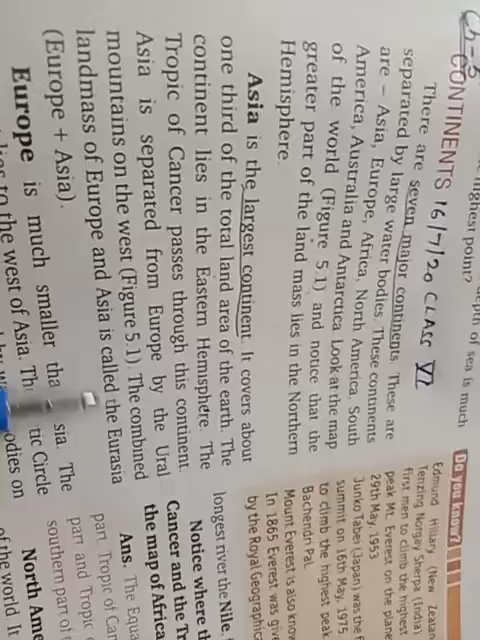 Ch-5
highest point?
depth of sea is much
CONTINENTS 16/7/20 CLASS VI
There are seven major continents. These are
separated by large water bodies. These continents
are – Asia, Europe, Africa, North America, South
America, Australia and Antarctica. Look at the map
of the world (Figure 5.1) and notice that the
greater part of the land mass lies in the Northern
Hemisphere.
Asia is the largest continent. It covers about
one third of the total land area of the earth. The
continent lies in the Eastern Hemisphere. The
Tropic of Cancer passes through this continent.
Asia is separated from Europe by the Ural
mountains on the west (Figure 5.1). The combined
landmass of Europe and Asia is called the Eurasia
(Europe + Asia).
Europe is much smaller tha sia. The
to the west of Asia. Th tic Circle
odies on
Do you know?
Edmund Hillary (New
Tenzing Norgay Sherpa (India)
first men to climb the highest
peak Mt. Everest on the plane
29th May, 1953
Junko Tabei (Japan) was the
summit on 16th May, 1975
to climb the highest peak
Bachendri Pal.
Mount Everest is also
In 1865 Everest was
by the Royal
longest river the Nile.
Notice where th
Cancer and the Tr
the map of Africa
Ans. The Equa
part. Tropic of Can
part and Tropic
southern part of
North Ame
of the world. It